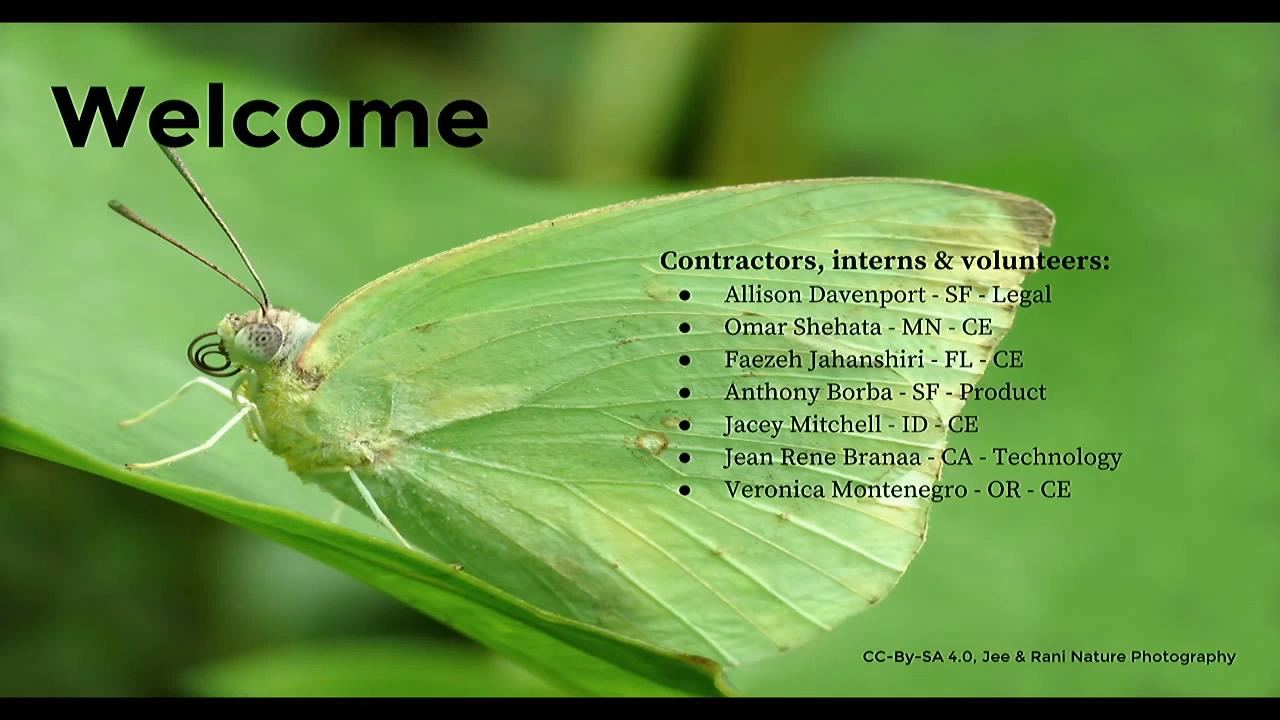 Welcome
Contractors, interns & volunteers:
● Allison Davenport - SF - Legal
● Omar Shehata - MN - CE
● Faezeh Jahanshiri - FL - CE
● Anthony Borba - SF - Product
● Jacey Mitchell - ID - CE
● Jean Rene Branaa - CA - Technology
● Veronica Montenegro - OR - CE
CC-By-SA 4.0, Jee & Rani Nature Photography